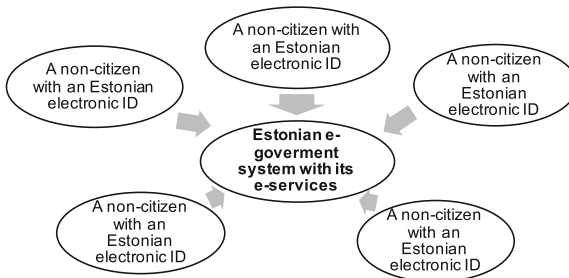 A non-citizen with
an Estonian
electronic ID
A non-citizen
with an Estonian
electronic ID
A non-citizen
with an
Estonian
electronic ID
Estonian e-
goverment
system with its
e-services
A non-citizen
with an
Estonian
electronic ID
A non-citizen
with an
Estonian
electronic ID